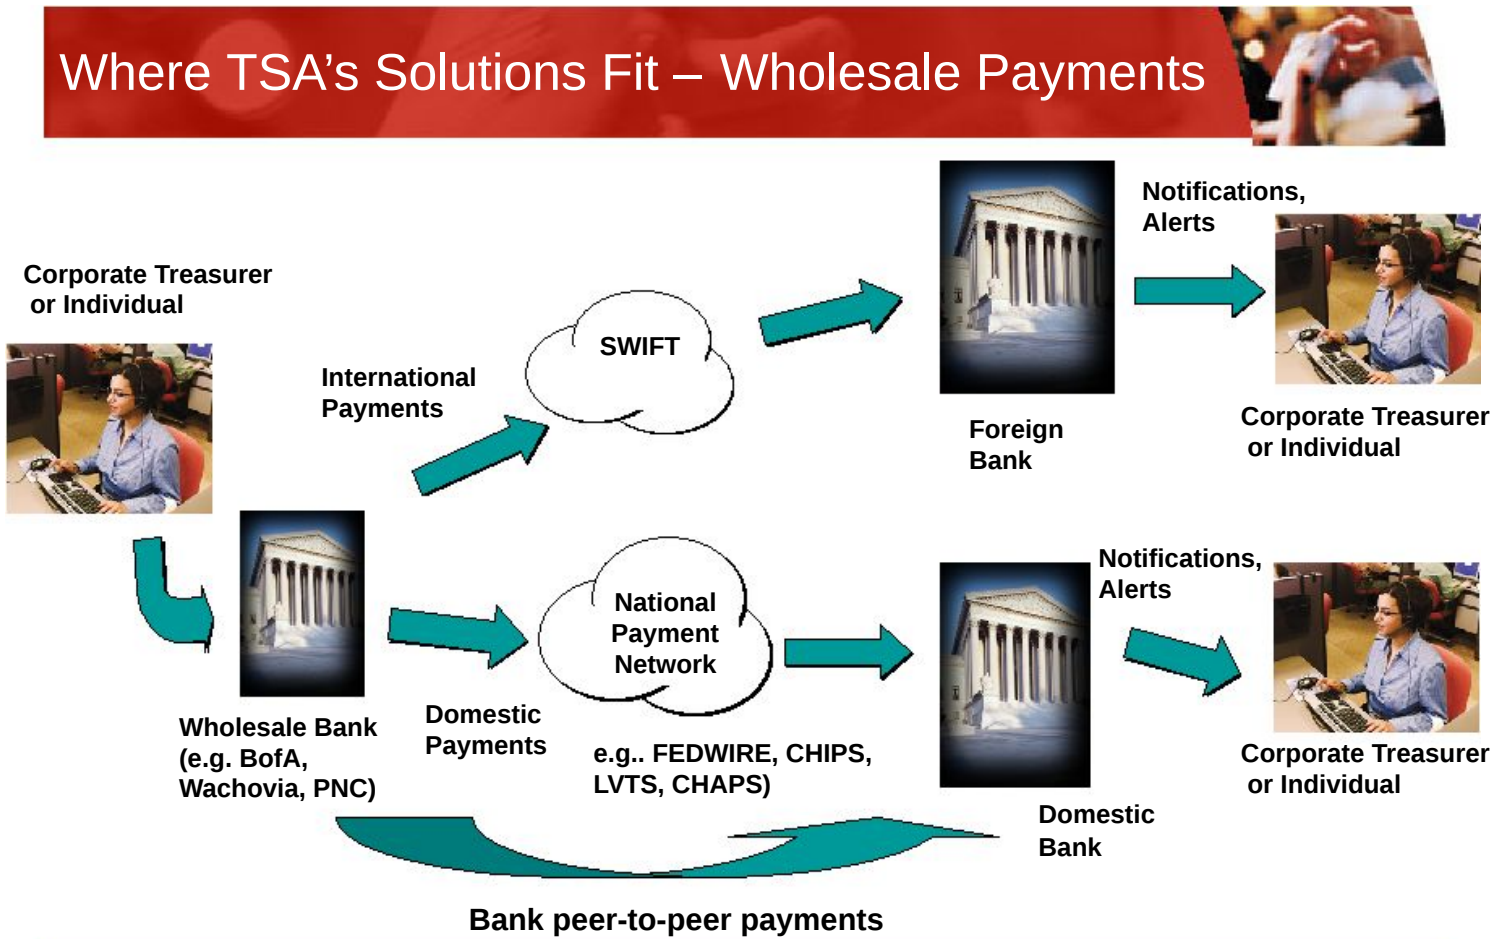 Where TSA’s Solutions Fit – Wholesale Payments
Corporate Treasurer
or Individual
International
Payments
SWIFT
Foreign
Bank
Notifications,
Alerts
Corporate Treasurer
or Individual
Wholesale Bank
(e.g. BofA,
Wachovia, PNC)
Domestic
Payments
National
Payment
Network
e.g.. FEDWIRE, CHIPS,
LVTS, CHAPS)
Domestic
Bank
Notifications,
Alerts
Corporate Treasurer
or Individual
Bank peer-to-peer payments